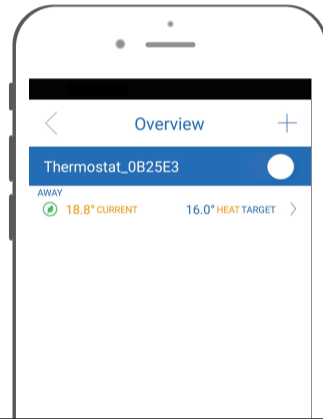 Overview
Thermostat_0B25E3
AWAY
18.8° CURRENT 16.0° HEAT TARGET